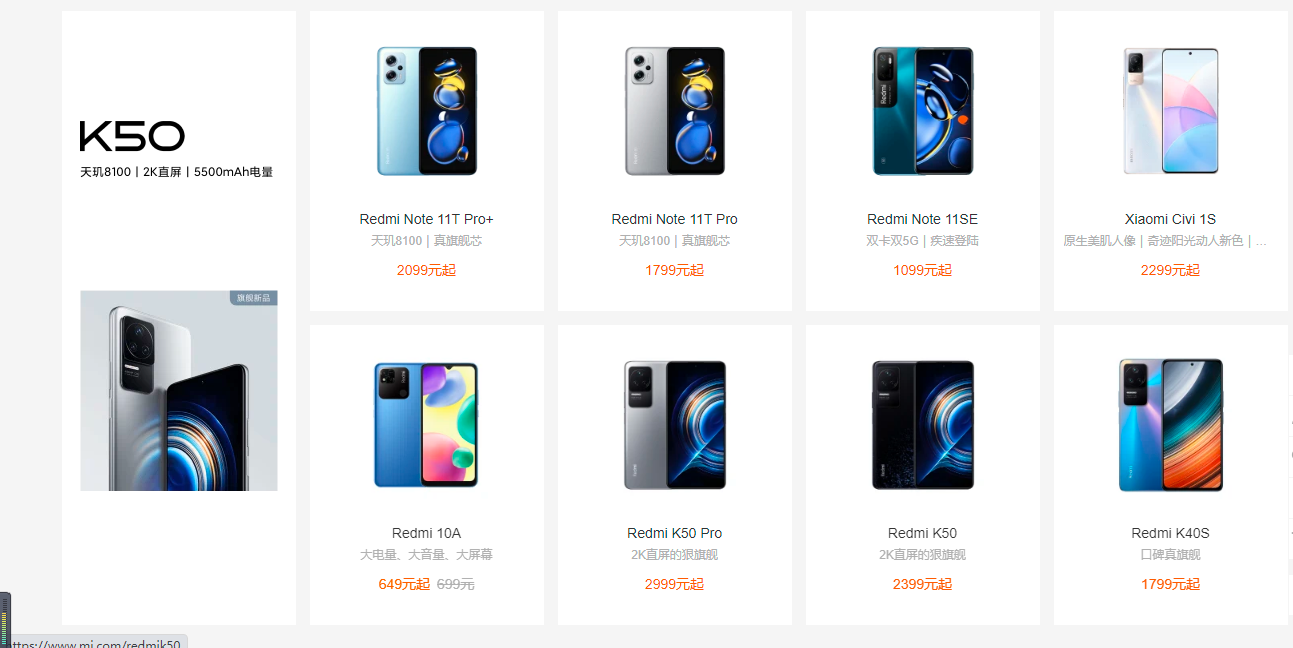 K50
天玑8100丨2K直屏丨5500mAh电量
旗舰新品
Redmi Note 11T Pro+
天玑8100｜真旗舰芯
2099元起
Redmi Note 11T Pro
天玑8100｜真旗舰芯
1799元起
Redmi Note 11SE
双卡双5G｜疾速登陆
1099元起
Xiaomi Civi 1S
原生美肌人像｜奇迹阳光动人新色｜...
2299元起
Redmi 10A
大电量、大音量、大屏幕
649元起 699元
Redmi K50 Pro
2K直屏的狠旗舰
2999元起
Redmi K50
2K直屏的狠旗舰
2399元起
Redmi K40S
口碑真旗舰
1799元起
https://www.mi.com/redmik50